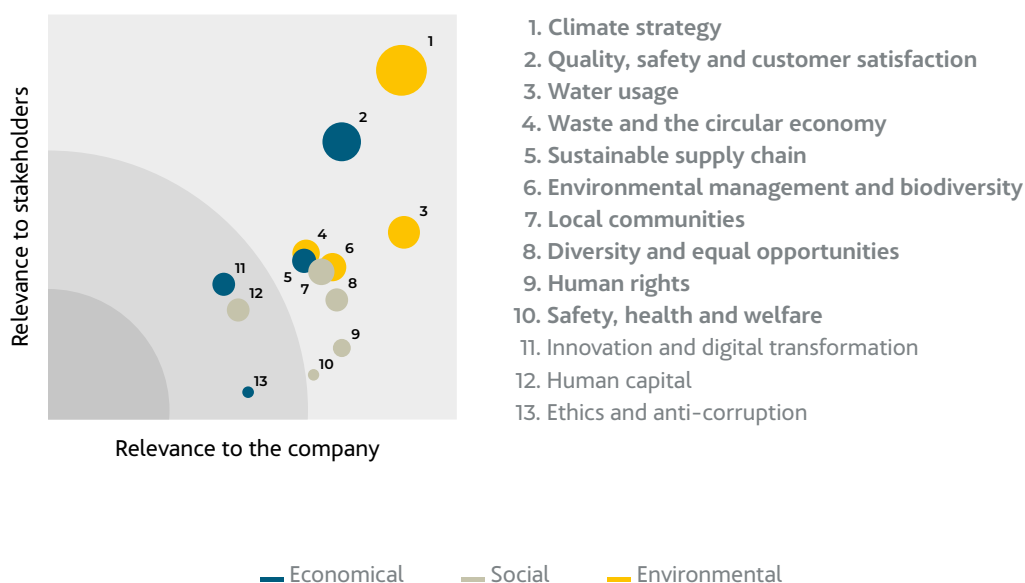 1
2
3
4
5
6
7
8
9
10
11
12
13
Relevance to stakeholders
Relevance to the company
1. Climate strategy
2. Quality, safety and customer satisfaction
3. Water usage
4. Waste and the circular economy
5. Sustainable supply chain
6. Environmental management and biodiversity
7. Local communities
8. Diversity and equal opportunities
9. Human rights
10. Safety, health and welfare
11. Innovation and digital transformation
12. Human capital
13. Ethics and anti-corruption
Economical Social Environmental